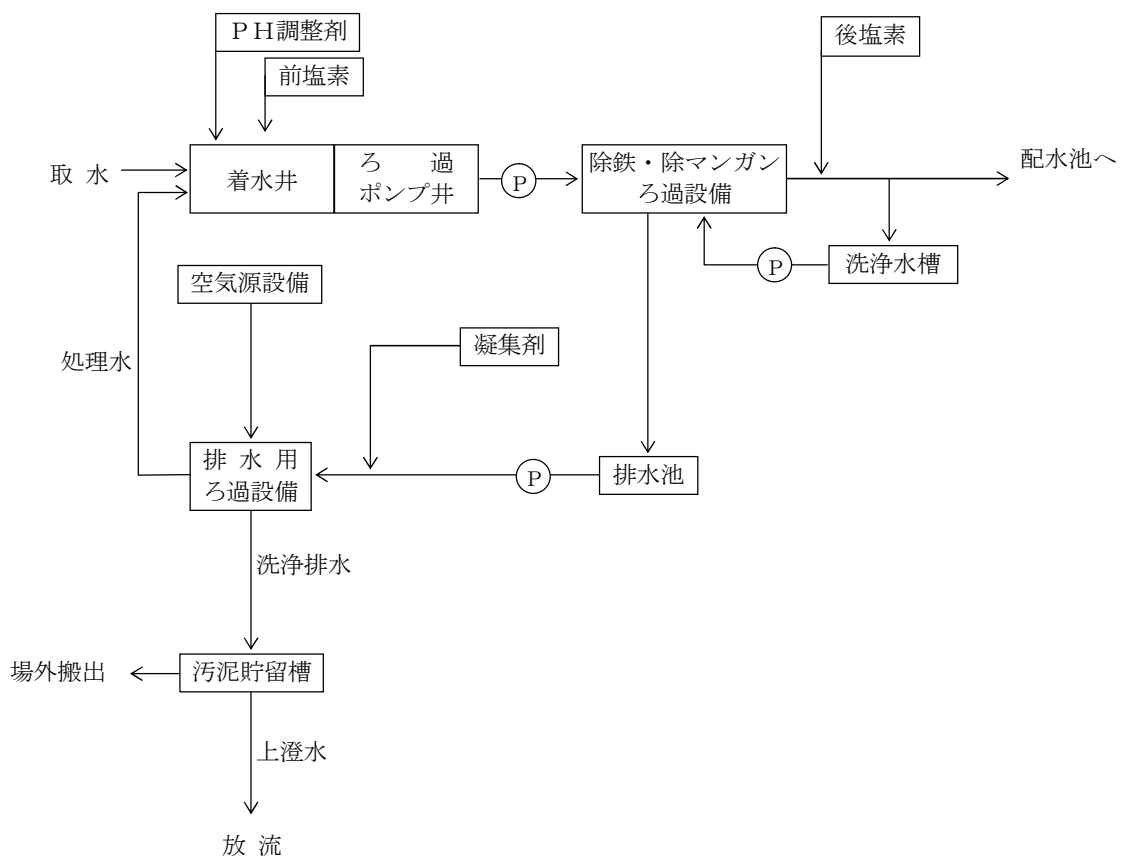 ＰＨ調整剤
後塩素
前塩素
取 水
着水井
ろ　過
ポンプ井
Ｐ
除鉄・除マンガン
ろ過設備
配水池へ
Ｐ
洗浄水槽
空気源設備
凝集剤
処理水
排 水 用
ろ過設備
Ｐ
排水池
洗浄排水
場外搬出
汚泥貯留槽
上澄水
放 流